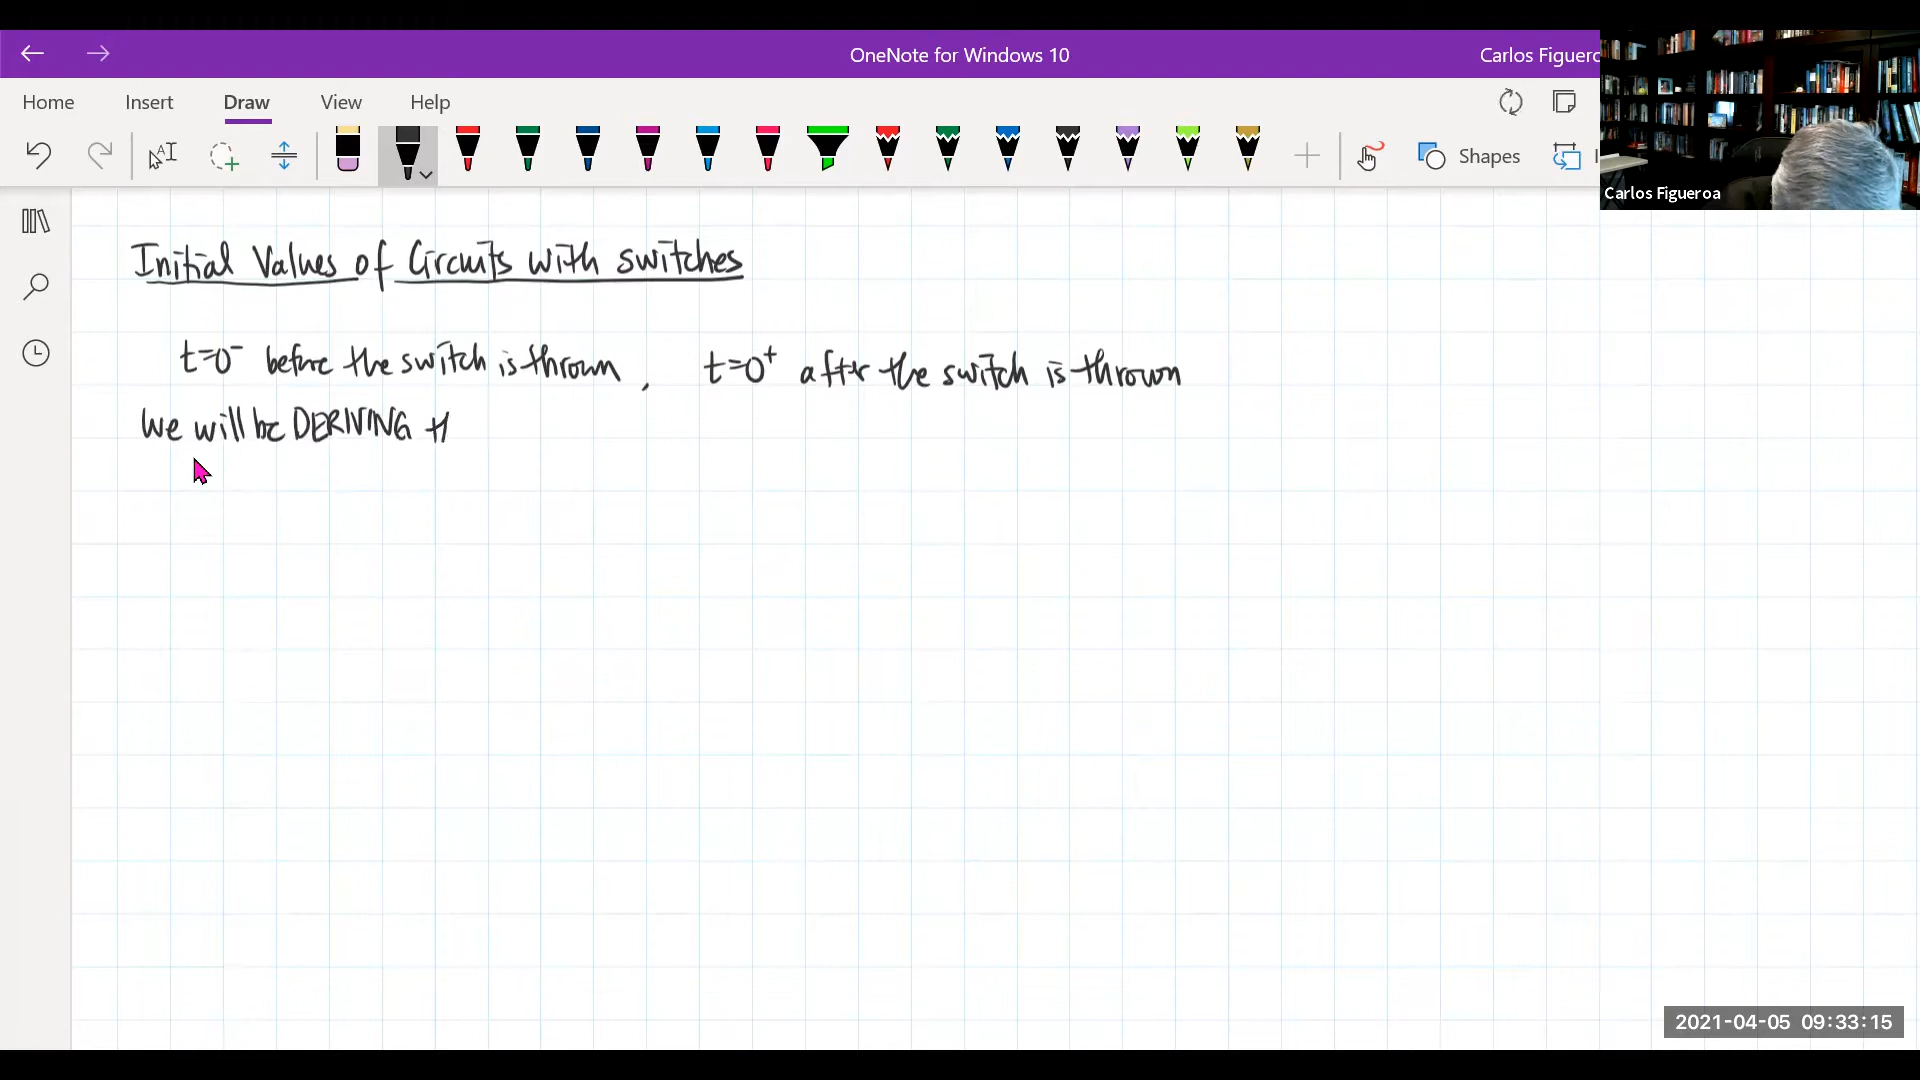 OneNote for Windows 10
Carlos Figuero
Home Insert Draw View Help
Shapes
Carlos Figueroa
Initial Values of Circuits with switches
t=0⁻ before the switch is thrown, t=0⁺ after the switch is thrown
We will be DERIVING th
2021-04-05 09:33:15